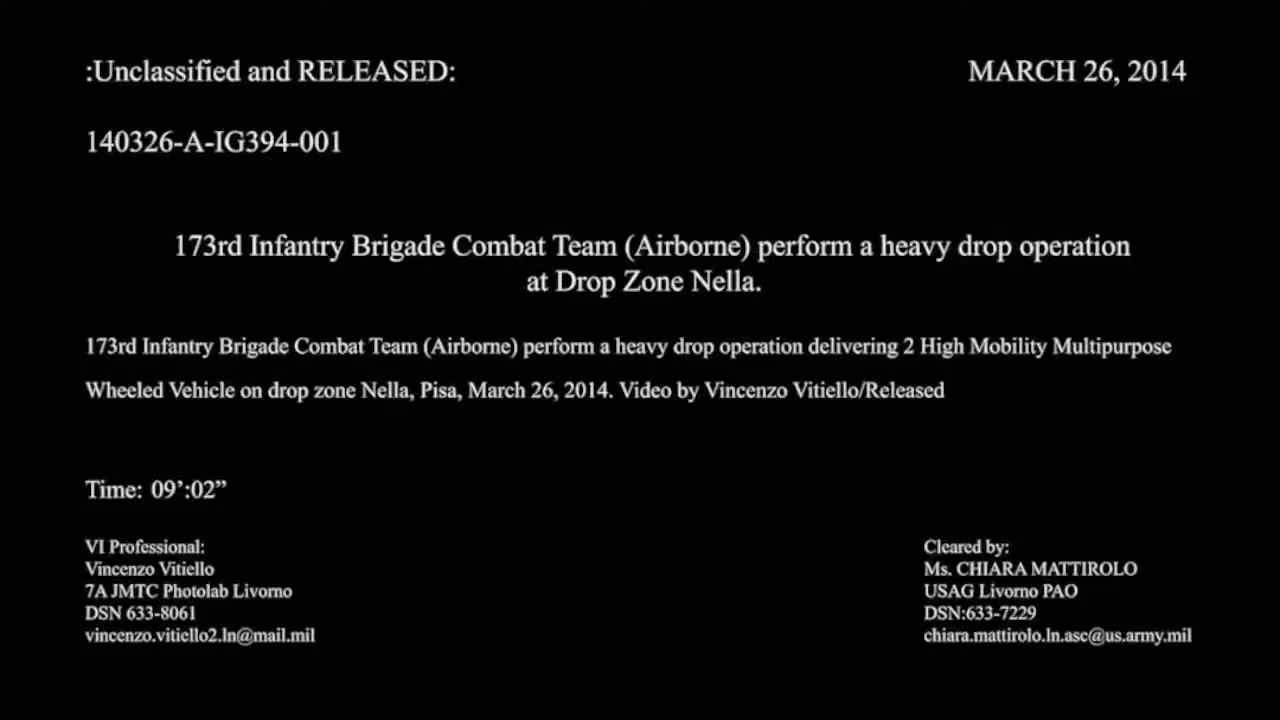 :Unclassified and RELEASED:
MARCH 26, 2014
140326-A-IG394-001
173rd Infantry Brigade Combat Team (Airborne) perform a heavy drop operation
at Drop Zone Nella.
173rd Infantry Brigade Combat Team (Airborne) perform a heavy drop operation delivering 2 High Mobility Multipurpose
Wheeled Vehicle on drop zone Nella, Pisa, March 26, 2014. Video by Vincenzo Vitiello/Released
Time: 09’:02”
VI Professional:
Vincenzo Vitiello
7A JMTC Photolab Livorno
DSN 633-8061
vincenzo.vitiello2.ln@mail.mil
Cleared by:
Ms. CHIARA MATTIROLO
USAG Livorno PAO
DSN:633-7229
chiara.mattirolo.ln.asc@us.army.mil